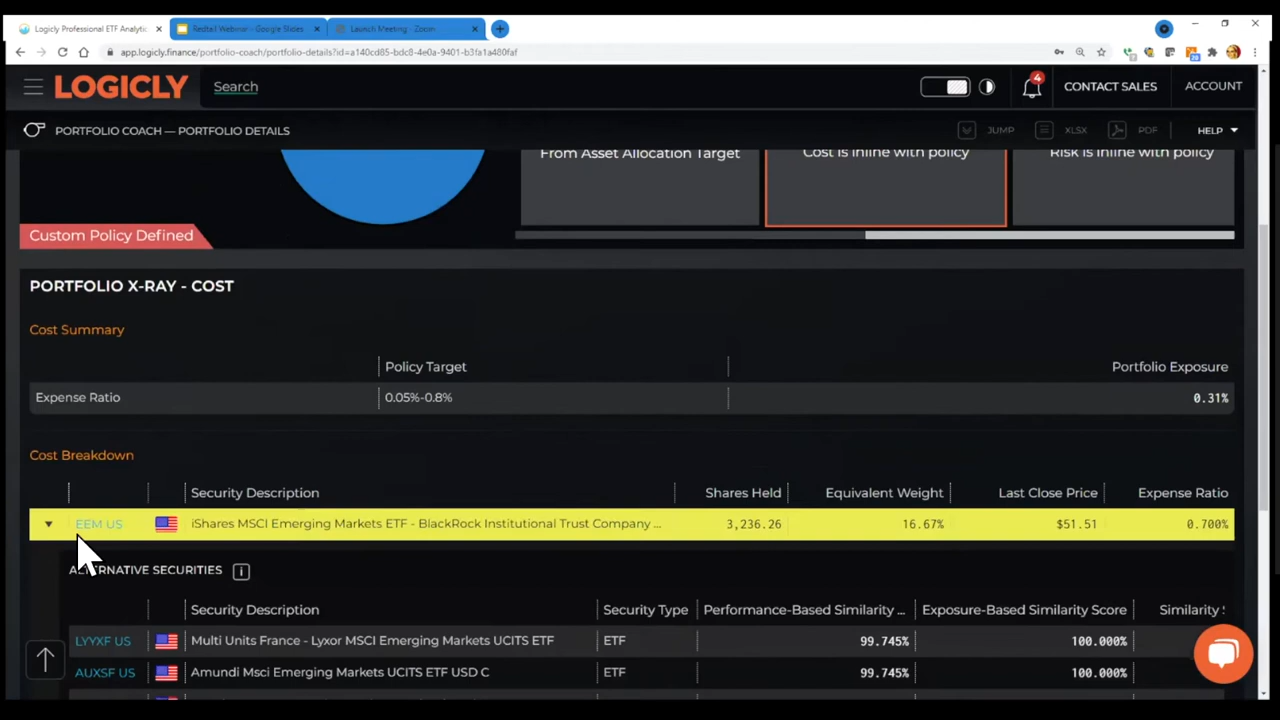 Logicly Professional ETF Analytic
Redtail Webinar - Google Slides
Launch Meeting - Zoom
app.logicly.finance/portfolio-coach/portfolio-details?id=a140cd85-bdc8-4e0a-9401-b3fa1a480faf
LOGICLY
Search
4
CONTACT SALES
ACCOUNT
PORTFOLIO COACH — PORTFOLIO DETAILS
JUMP
XLSX
PDF
HELP
From Asset Allocation Target
Cost is inline with policy
Risk is inline with policy
Custom Policy Defined
PORTFOLIO X-RAY - COST
Cost Summary
Policy Target
Portfolio Exposure
Expense Ratio
0.05%-0.8%
0.31%
Cost Breakdown
Security Description
Shares Held
Equivalent Weight
Last Close Price
Expense Ratio
EEM US
iShares MSCI Emerging Markets ETF - BlackRock Institutional Trust Company ...
3,236.26
16.67%
$51.51
0.700%
ALTERNATIVE SECURITIES
Security Description
Security Type
Performance-Based Similarity ...
Exposure-Based Similarity Score
Similarity
LYYXF US
Multi Units France - Lyxor MSCI Emerging Markets UCITS ETF
ETF
99.745%
100.000%
AUXSF US
Amundi Msci Emerging Markets UCITS ETF USD C
ETF
99.745%
100.000%